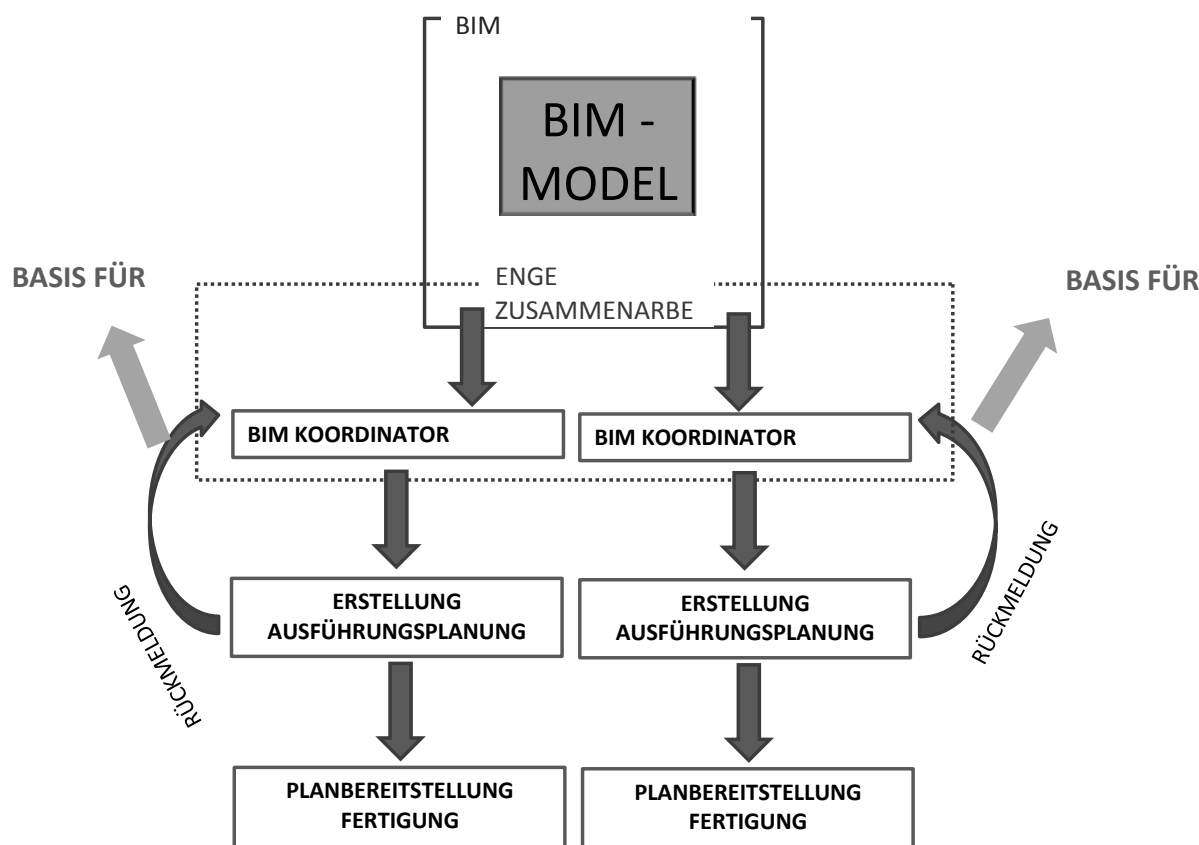 BIM
BIM -
MODEL
BASIS FÜR
BASIS FÜR
ENGE
ZUSAMMENARBE
BIM KOORDINATOR
BIM KOORDINATOR
RÜCKMELDUNG
RÜCKMELDUNG
ERSTELLUNG
AUSFÜHRUNGSPLANUNG
ERSTELLUNG
AUSFÜHRUNGSPLANUNG
PLANBEREITSTELLUNG
FERTIGUNG
PLANBEREITSTELLUNG
FERTIGUNG